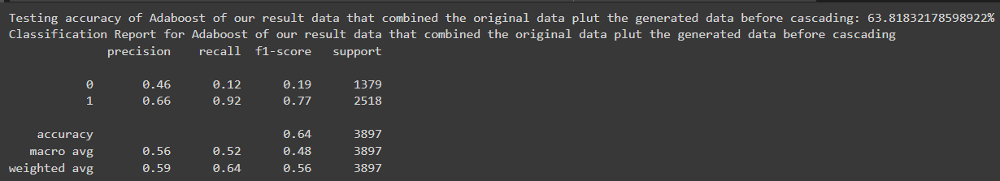 Testing accuracy of Adaboost of our result data that combined the original data plut the generated data before cascading: 63.81832178598922%
Classification Report for Adaboost of our result data that combined the original data plut the generated data before cascading
precision recall f1-score support
0 0.46 0.12 0.19 1379
1 0.66 0.92 0.77 2518
accuracy 0.64 3897
macro avg 0.56 0.52 0.48 3897
weighted avg 0.59 0.64 0.56 3897